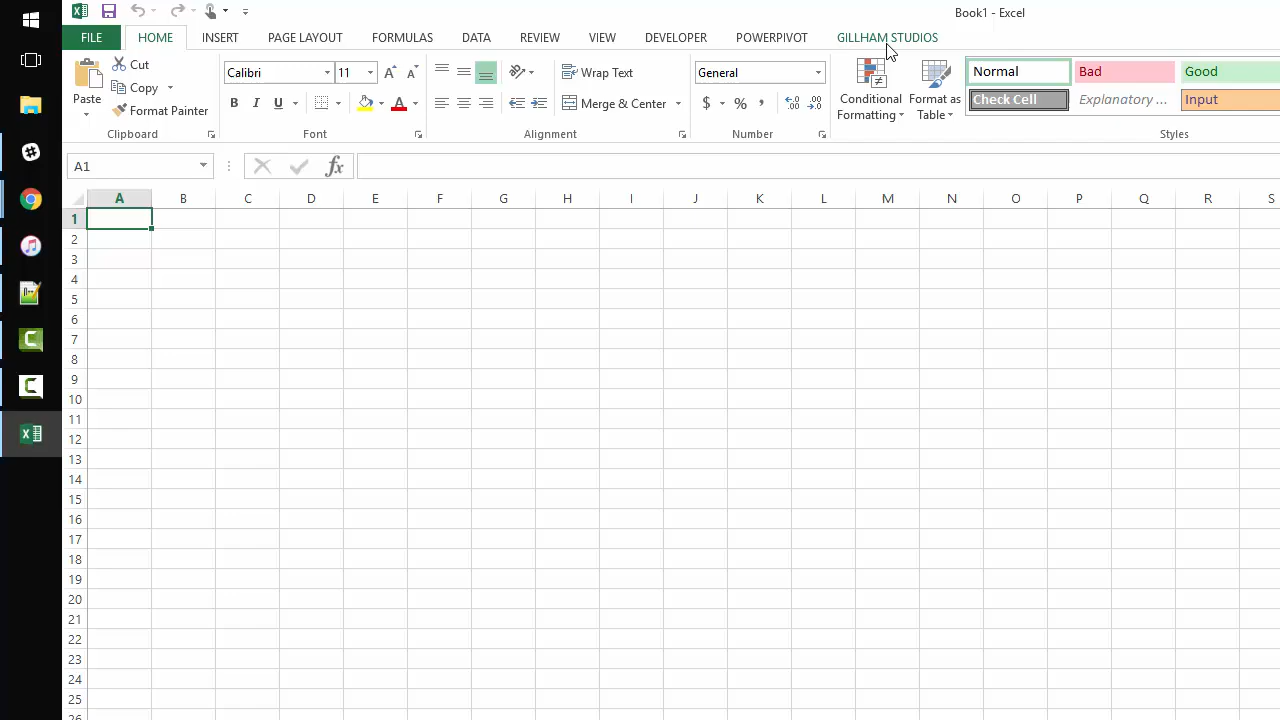 Book1 - Excel
FILE HOME INSERT PAGE LAYOUT FORMULAS DATA REVIEW VIEW DEVELOPER POWERPIVOT GILLHAM STUDIOS
Paste
Cut
Copy
Format Painter
Clipboard
Calibri 11
B I U
A
Font
Wrap Text
Merge & Center
Alignment
General
$ % ,
Number
Conditional
Formatting
Format as
Table
Normal Bad Good
Check Cell Explanatory ... Input
Styles
A1
fx
A B C D E F G H I J K L M N O P Q R S
1
2
3
4
5
6
7
8
9
10
11
12
13
14
15
16
17
18
19
20
21
22
23
24
25
26